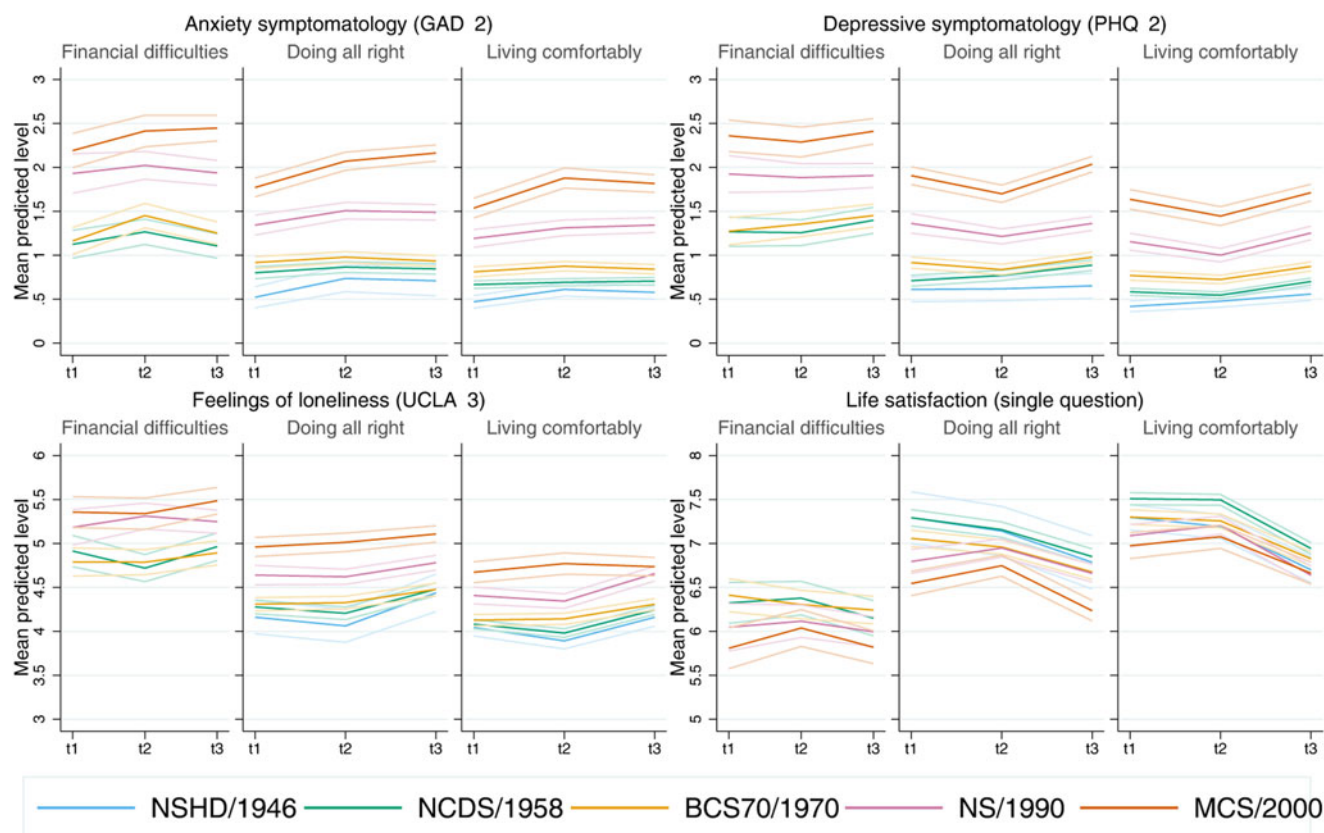 Anxiety symptomatology (GAD 2)
Financial difficulties Doing all right Living comfortably
Mean predicted level
3
2.5
2
1.5
1
.5
0
t1 t2 t3 t1 t2 t3 t1 t2 t3
Depressive symptomatology (PHQ 2)
Financial difficulties Doing all right Living comfortably
Mean predicted level
3
2.5
2
1.5
1
.5
0
t1 t2 t3 t1 t2 t3 t1 t2 t3
Feelings of loneliness (UCLA 3)
Financial difficulties Doing all right Living comfortably
Mean predicted level
6
5.5
5
4.5
4
3.5
3
t1 t2 t3 t1 t2 t3 t1 t2 t3
Life satisfaction (single question)
Financial difficulties Doing all right Living comfortably
Mean predicted level
8
7.5
7
6.5
6
5.5
5
t1 t2 t3 t1 t2 t3 t1 t2 t3
NSHD/1946 NCDS/1958 BCS70/1970 NS/1990 MCS/2000